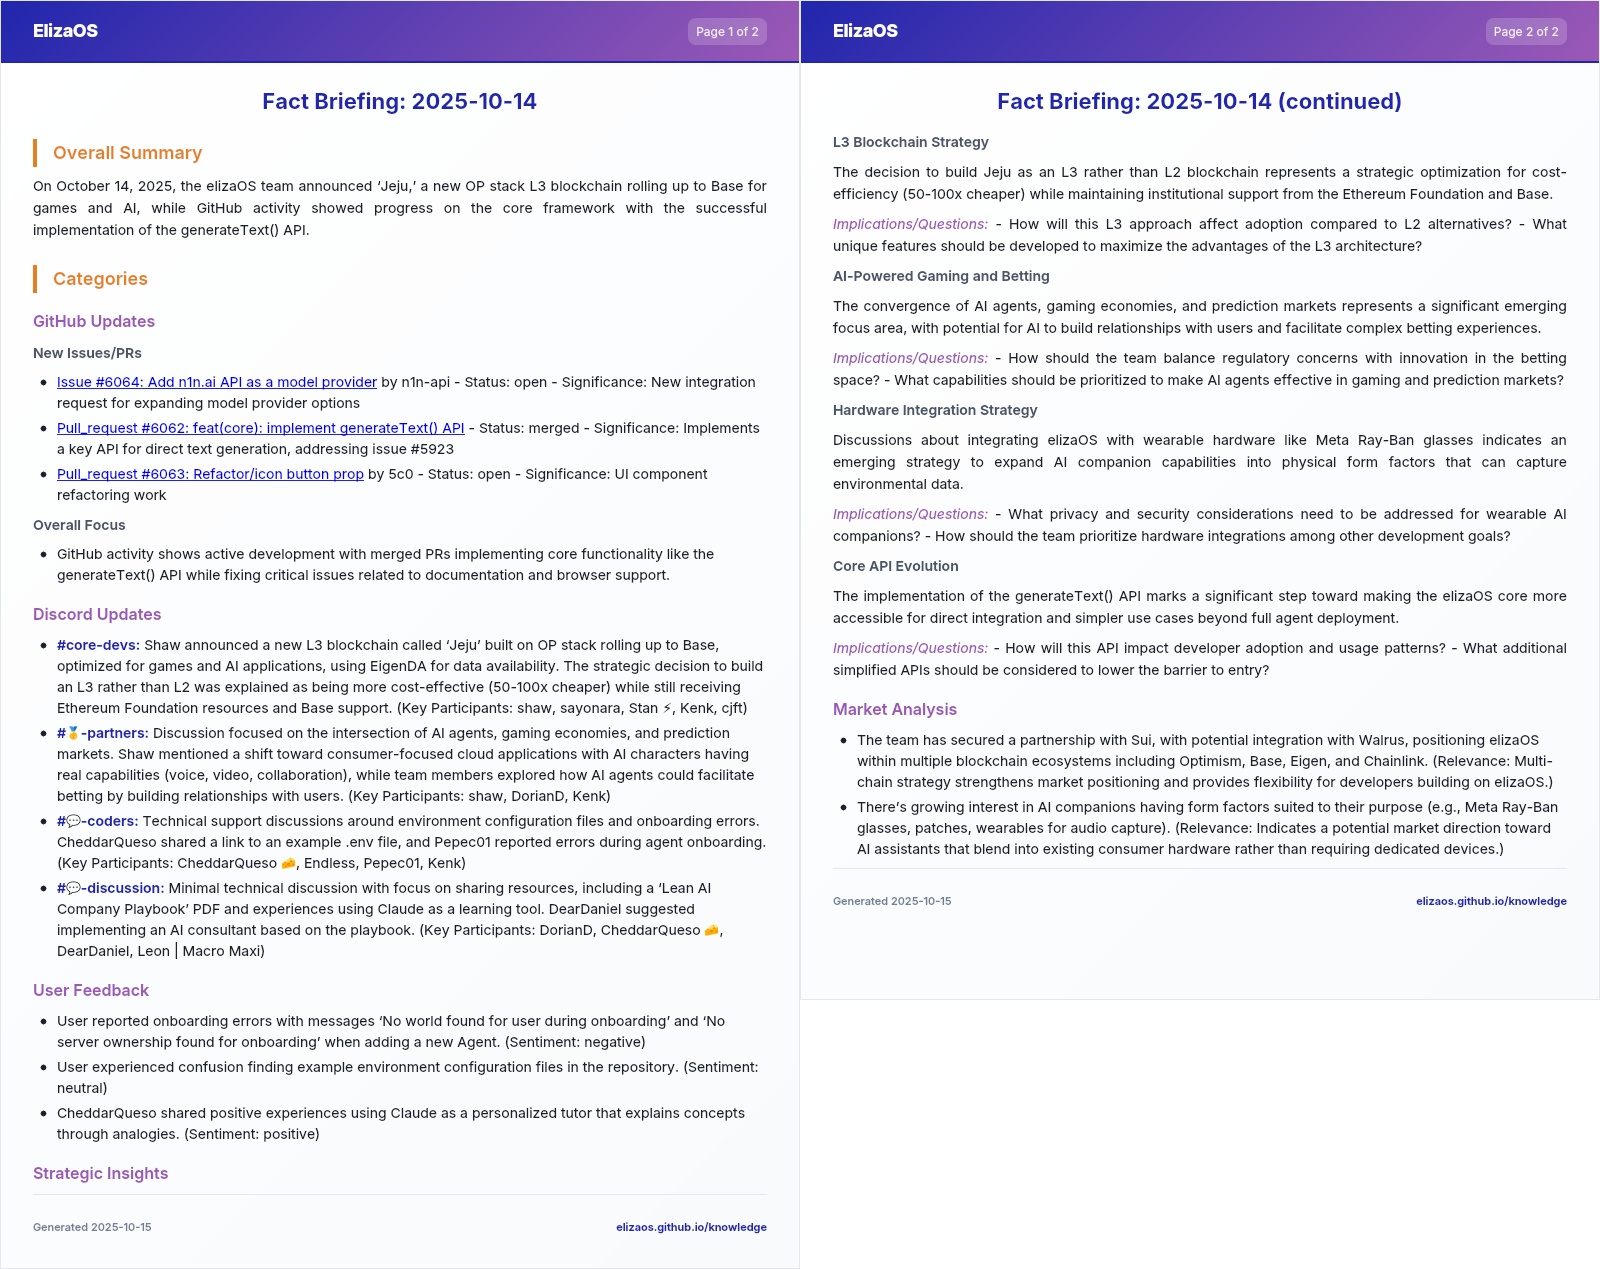 ElizaOS
Page 1 of 2
Fact Briefing: 2025-10-14
Overall Summary
On October 14, 2025, the elizaOS team announced ‘Jeju,’ a new OP stack L3 blockchain rolling up to Base for
games and AI, while GitHub activity showed progress on the core framework with the successful
implementation of the generateText() API.
Categories
GitHub Updates
New Issues/PRs
• Issue #6064: Add n1n.ai API as a model provider by n1n-api - Status: open - Significance: New integration
request for expanding model provider options
• Pull_request #6062: feat(core): implement generateText() API - Status: merged - Significance: Implements
a key API for direct text generation, addressing issue #5923
• Pull_request #6063: Refactor/icon button prop by 5c0 - Status: open - Significance: UI component
refactoring work
Overall Focus
• GitHub activity shows active development with merged PRs implementing core functionality like the
generateText() API while fixing critical issues related to documentation and browser support.
Discord Updates
• #core-devs: Shaw announced a new L3 blockchain called ‘Jeju’ built on OP stack rolling up to Base,
optimized for games and AI applications, using EigenDA for data availability. The strategic decision to build
an L3 rather than L2 was explained as being more cost-effective (50-100x cheaper) while still receiving
Ethereum Foundation resources and Base support. (Key Participants: shaw, sayonara, Stan ⚡, Kenk, cjft)
• #🥇-partners: Discussion focused on the intersection of AI agents, gaming economies, and prediction
markets. Shaw mentioned a shift toward consumer-focused cloud applications with AI characters having
real capabilities (voice, video, collaboration), while team members explored how AI agents could facilitate
betting by building relationships with users. (Key Participants: shaw, DorianD, Kenk)
• #💬-coders: Technical support discussions around environment configuration files and onboarding errors.
CheddarQueso shared a link to an example .env file, and Pepec01 reported errors during agent onboarding.
(Key Participants: CheddarQueso 🧀, Endless, Pepec01, Kenk)
• #💬-discussion: Minimal technical discussion with focus on sharing resources, including a ‘Lean AI
Company Playbook’ PDF and experiences using Claude as a learning tool. DearDaniel suggested
implementing an AI consultant based on the playbook. (Key Participants: DorianD, CheddarQueso 🧀,
DearDaniel, Leon | Macro Maxi)
User Feedback
• User reported onboarding errors with messages ‘No world found for user during onboarding’ and ‘No
server ownership found for onboarding’ when adding a new Agent. (Sentiment: negative)
• User experienced confusion finding example environment configuration files in the repository. (Sentiment:
neutral)
• CheddarQueso shared positive experiences using Claude as a personalized tutor that explains concepts
through analogies. (Sentiment: positive)
Strategic Insights
Generated 2025-10-15
elizaos.github.io/knowledge
ElizaOS
Page 2 of 2
Fact Briefing: 2025-10-14 (continued)
L3 Blockchain Strategy
The decision to build Jeju as an L3 rather than L2 blockchain represents a strategic optimization for cost-
efficiency (50-100x cheaper) while maintaining institutional support from the Ethereum Foundation and Base.
Implications/Questions: - How will this L3 approach affect adoption compared to L2 alternatives? - What
unique features should be developed to maximize the advantages of the L3 architecture?
AI-Powered Gaming and Betting
The convergence of AI agents, gaming economies, and prediction markets represents a significant emerging
focus area, with potential for AI to build relationships with users and facilitate complex betting experiences.
Implications/Questions: - How should the team balance regulatory concerns with innovation in the betting
space? - What capabilities should be prioritized to make AI agents effective in gaming and prediction markets?
Hardware Integration Strategy
Discussions about integrating elizaOS with wearable hardware like Meta Ray-Ban glasses indicates an
emerging strategy to expand AI companion capabilities into physical form factors that can capture
environmental data.
Implications/Questions: - What privacy and security considerations need to be addressed for wearable AI
companions? - How should the team prioritize hardware integrations among other development goals?
Core API Evolution
The implementation of the generateText() API marks a significant step toward making the elizaOS core more
accessible for direct integration and simpler use cases beyond full agent deployment.
Implications/Questions: - How will this API impact developer adoption and usage patterns? - What additional
simplified APIs should be considered to lower the barrier to entry?
Market Analysis
• The team has secured a partnership with Sui, with potential integration with Walrus, positioning elizaOS
within multiple blockchain ecosystems including Optimism, Base, Eigen, and Chainlink. (Relevance: Multi-
chain strategy strengthens market positioning and provides flexibility for developers building on elizaOS.)
• There’s growing interest in AI companions having form factors suited to their purpose (e.g., Meta Ray-Ban
glasses, patches, wearables for audio capture). (Relevance: Indicates a potential market direction toward
AI assistants that blend into existing consumer hardware rather than requiring dedicated devices.)
Generated 2025-10-15
elizaos.github.io/knowledge